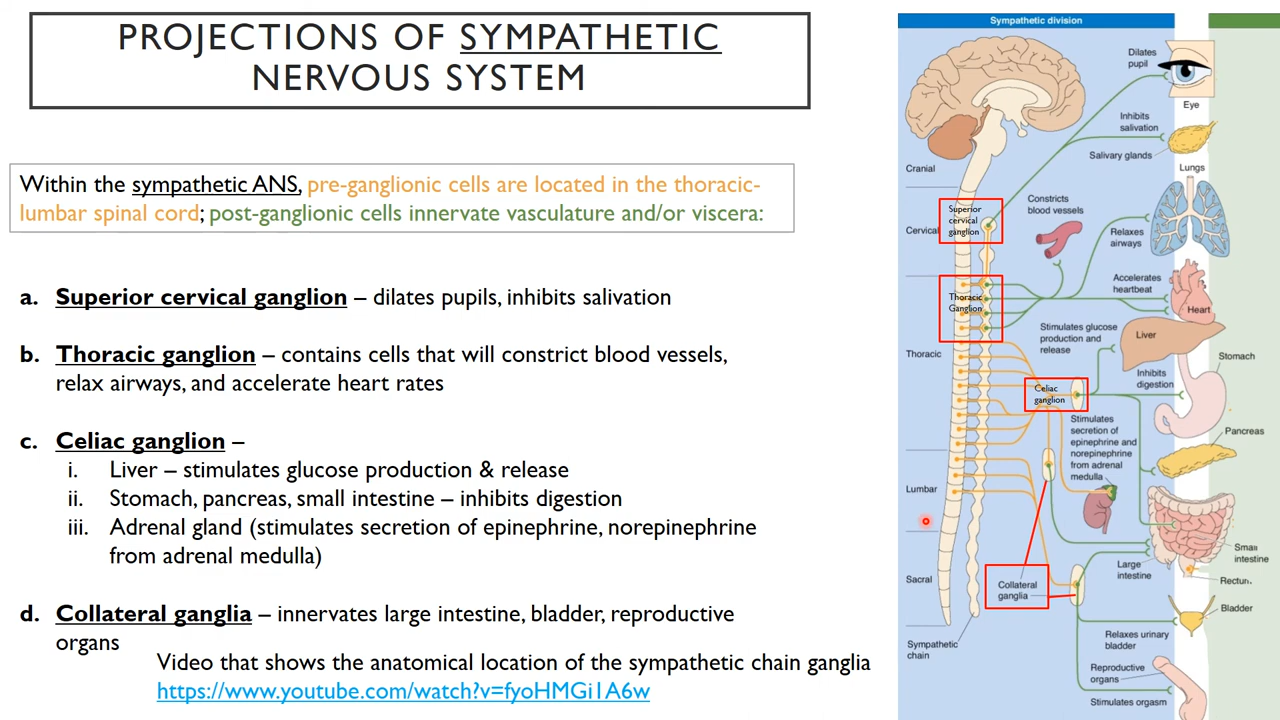 PROJECTIONS OF SYMPATHETIC
NERVOUS SYSTEM
Within the sympathetic ANS, pre-ganglionic cells are located in the thoracic-
lumbar spinal cord; post-ganglionic cells innervate vasculature and/or viscera:
a. Superior cervical ganglion – dilates pupils, inhibits salivation
b. Thoracic ganglion – contains cells that will constrict blood vessels,
relax airways, and accelerate heart rates
c. Celiac ganglion –
i. Liver – stimulates glucose production & release
ii. Stomach, pancreas, small intestine – inhibits digestion
iii. Adrenal gland (stimulates secretion of epinephrine, norepinephrine
from adrenal medulla)
d. Collateral ganglia – innervates large intestine, bladder, reproductive
organs
Video that shows the anatomical location of the sympathetic chain ganglia
https://www.youtube.com/watch?v=fyoHMGi1A6w
Sympathetic division
Dilates
pupil
Eye
Inhibits
salivation
Salivary glands
Lungs
Cranial
Superior
cervical
ganglion
Constricts
blood vessels
Cervical
Relaxes
airways
Accelerates
heartbeat
Thoracic
Ganglion
Heart
Stimulates glucose
production and
release
Liver
Thoracic
Stomach
Inhibits
digestion
Celiac
ganglion
Stimulates
secretion of
epinephrine and
norepinephrine
from adrenal
medulla
Pancreas
Lumbar
Small
intestine
Large
intestine
Sacral
Collateral
ganglia
Rectum
Bladder
Relaxes urinary
bladder
Sympathetic
chain
Reproductive
organs
Stimulates orgasm